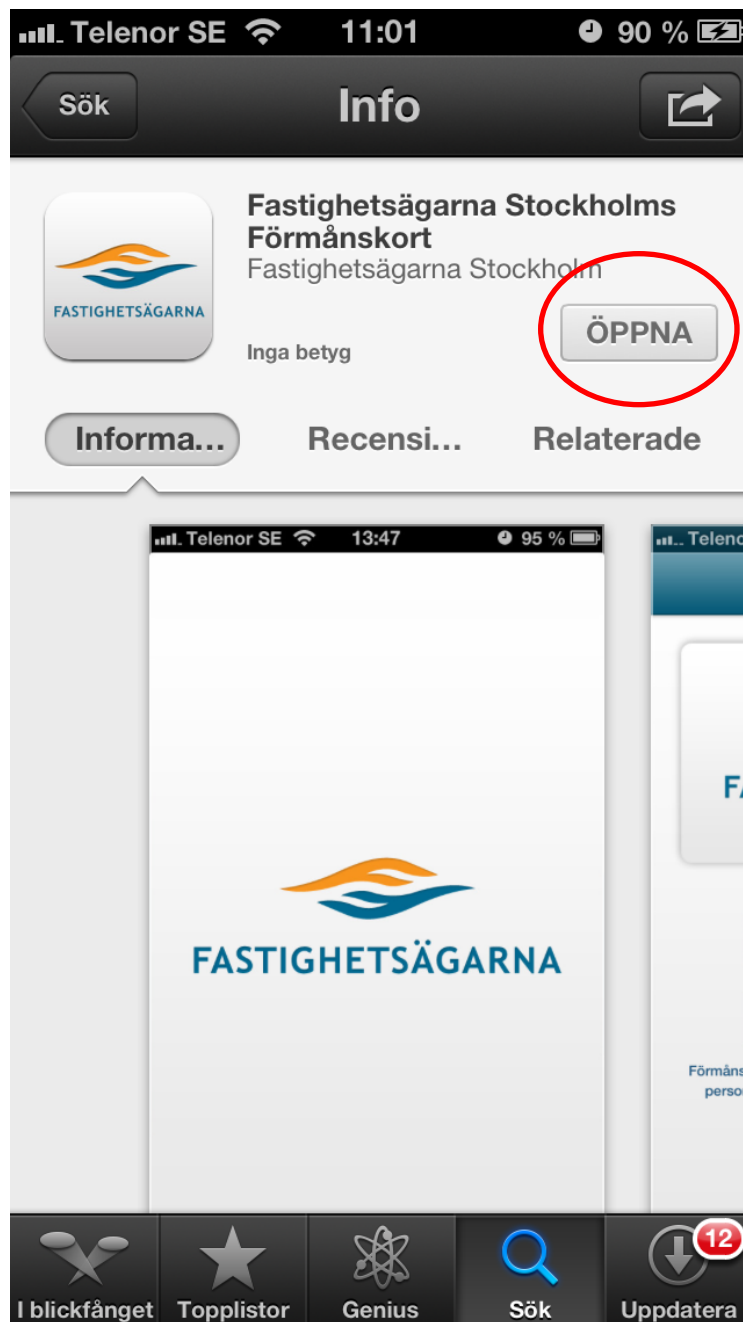 Telenor SE 11:01 90 %
Sök Info
Fastighetsägarna Stockholms
Förmånskort
Fastighetsägarna Stockholm
FASTIGHETSÄGARNA
ÖPPNA
Inga betyg
Informa... Recensi... Relaterade
Telenor SE 13:47 95 %
FASTIGHETSÄGARNA
12
I blickfånget Topplistor Genius Sök Uppdatera